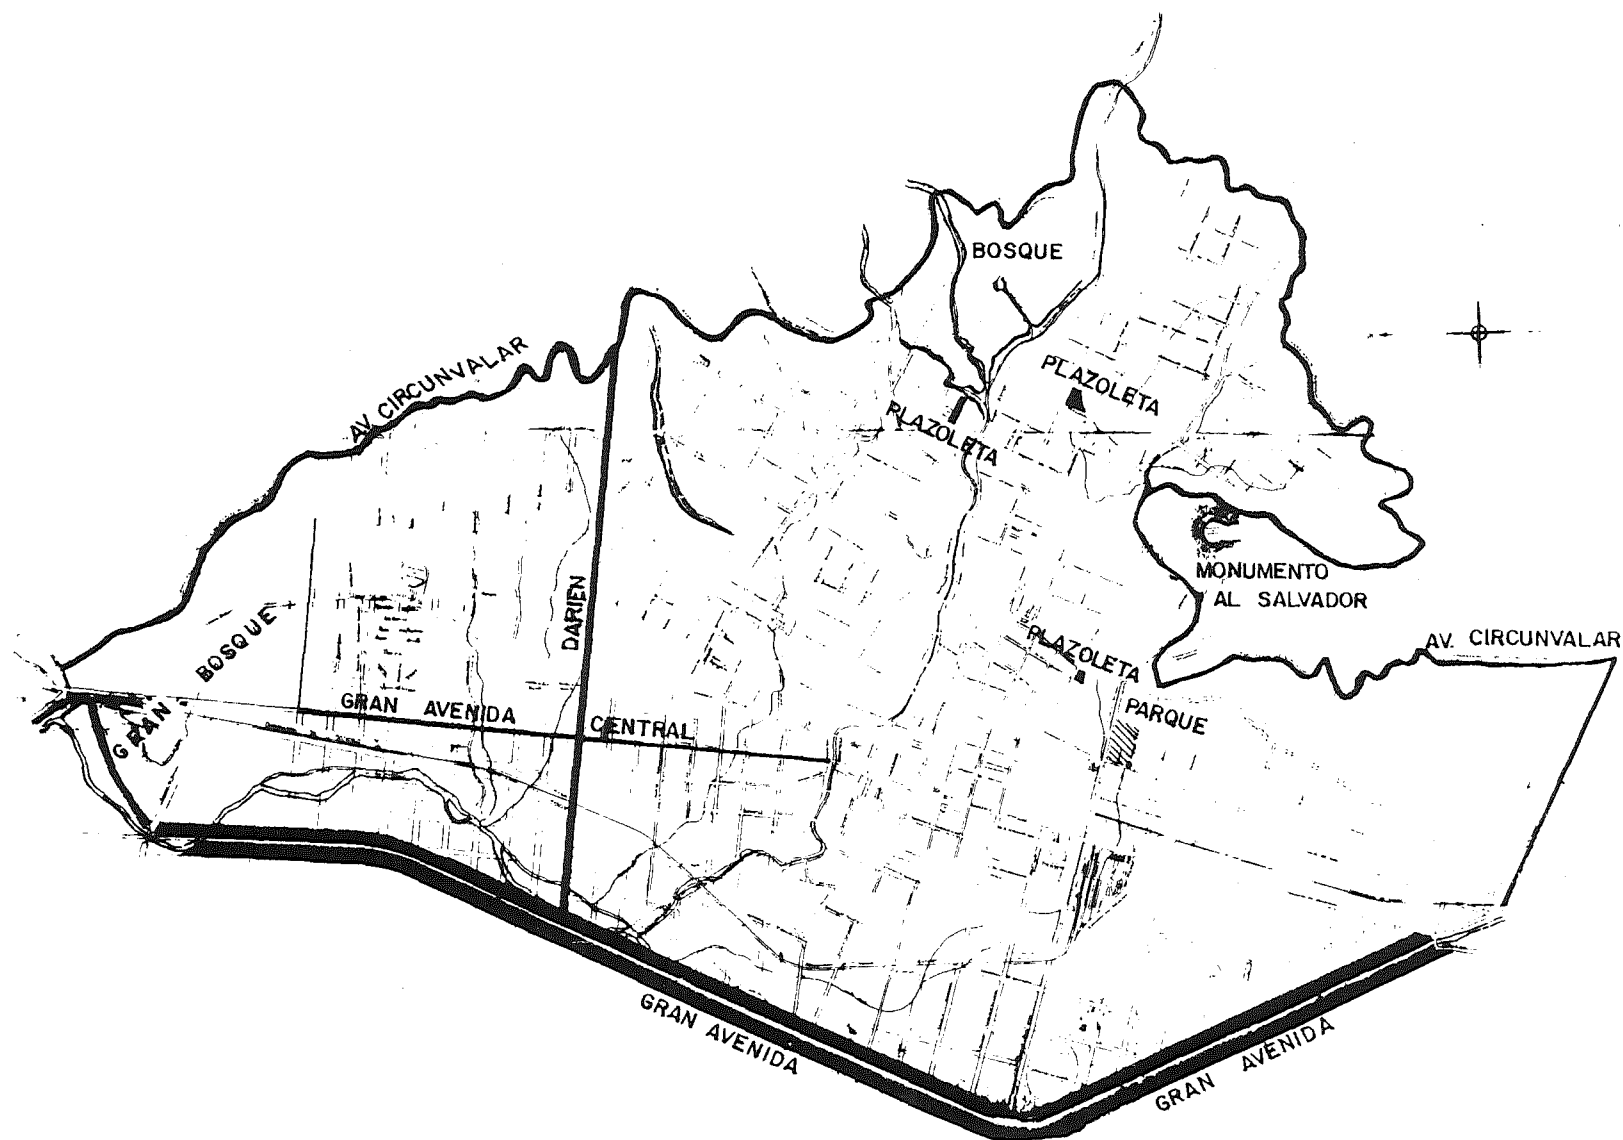 BOSQUE
AV. CIRCUNVALAR
PLAZOLETA
PLAZOLETA
MONUMENTO
AL SALVADOR
DARIEN
GRAN BOSQUE
PLAZOLETA
AV. CIRCUNVALAR
GRAN AVENIDA CENTRAL
PARQUE
GRAN AVENIDA
GRAN AVENIDA